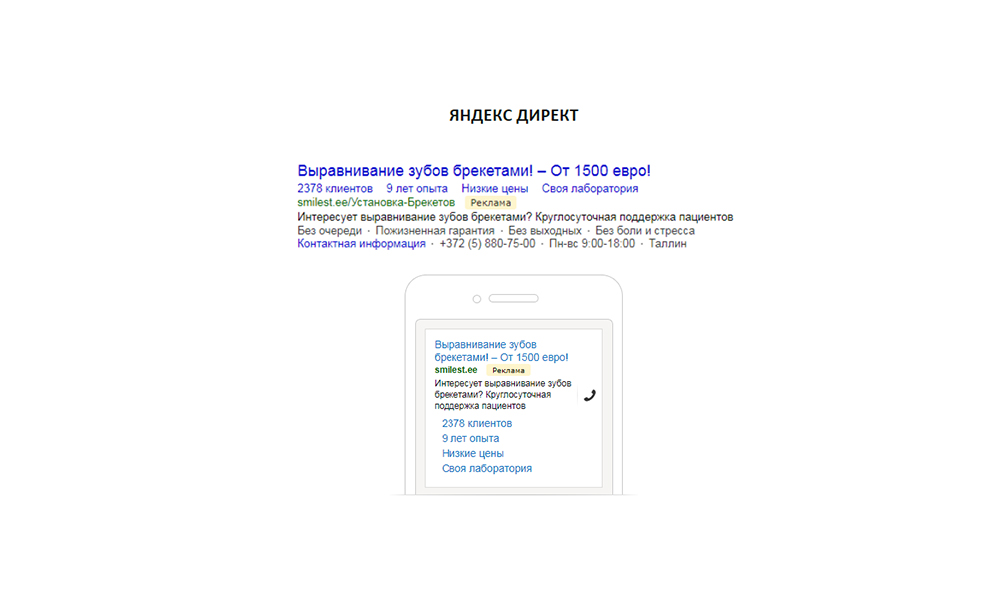 ЯНДЕКС ДИРЕКТ
Выравнивание зубов брекетами! – От 1500 евро!
2378 клиентов 9 лет опыта Низкие цены Своя лаборатория
smilest.ee/Установка-Брекетов Реклама
Интересует выравнивание зубов брекетами? Круглосуточная поддержка пациентов
Без очереди · Пожизненная гарантия · Без выходных · Без боли и стресса
Контактная информация · +372 (5) 880-75-00 · Пн-вс 9:00-18:00 · Таллин
Выравнивание зубов
брекетами! – От 1500 евро!
smilest.ee Реклама
Интересует выравнивание зубов
брекетами? Круглосуточная
поддержка пациентов
2378 клиентов
9 лет опыта
Низкие цены
Своя лаборатория